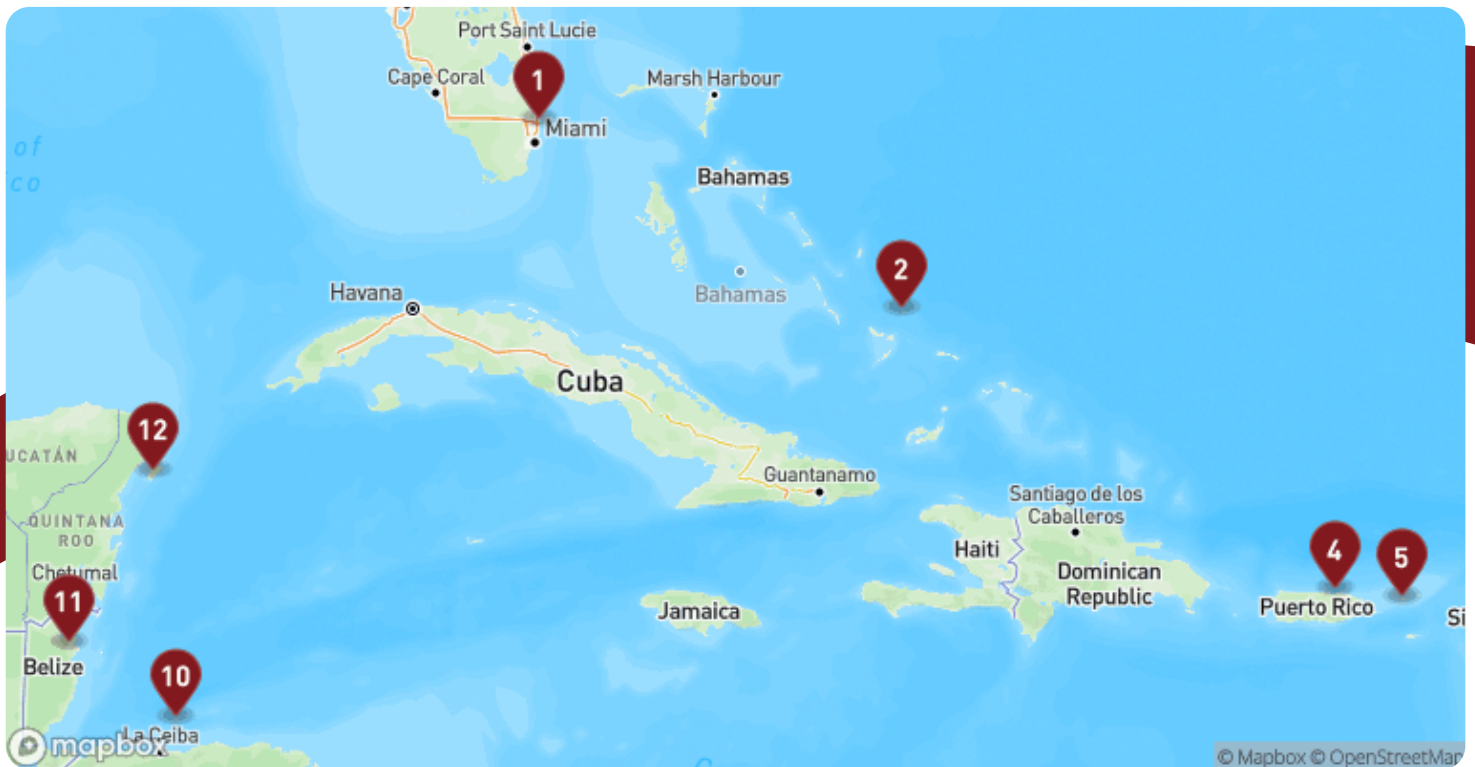 Port Saint Lucie
Cape Coral
1
Marsh Harbour
Miami
of
co
Bahamas
2
Havana
Bahamas
Cuba
12
UCATÁN
Guantanamo
Santiago de los
Caballeros
QUINTANA
ROO
4
5
Haiti
Chetumal
Dominican
Republic
11
Jamaica
Puerto Rico
Si
Belize
10
La Ceiba
mapbox
© Mapbox © OpenStreetMap